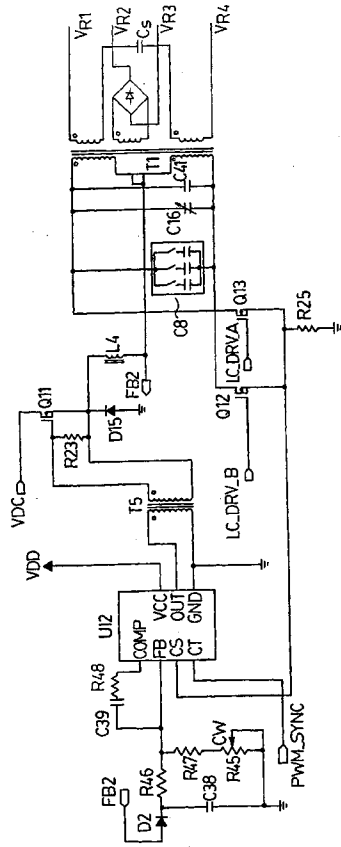 FB2
D2
R46
C38
R47
R45
CW
PWM_SYNC
C39
R48
U12
COMP
FB
CS
CT
VCC
OUT
GND
VDD
T5
VDC
Q11
R23
D15
L4
FB2
LC_DRV_B
Q12
LC_DRV_A
Q13
R25
C8
C16
C41
T1
VR1
VR2
CS
VR3
VR4